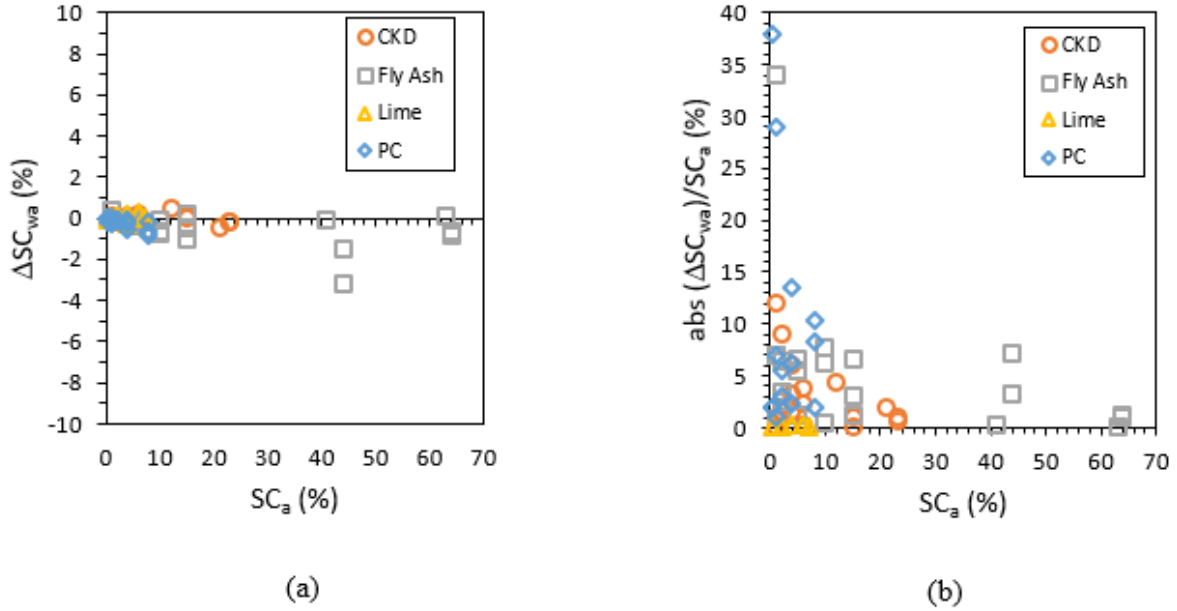 10
8
6
4
2
0
-2
-4
-6
-8
-10
0 10 20 30 40 50 60 70
ΔSCwa (%)
SCa (%)
CKD
Fly Ash
Lime
PC
(a)
40
35
30
25
20
15
10
5
0
0 10 20 30 40 50 60 70
abs (ΔSCwa)/SCa (%)
SCa (%)
CKD
Fly Ash
Lime
PC
(b)